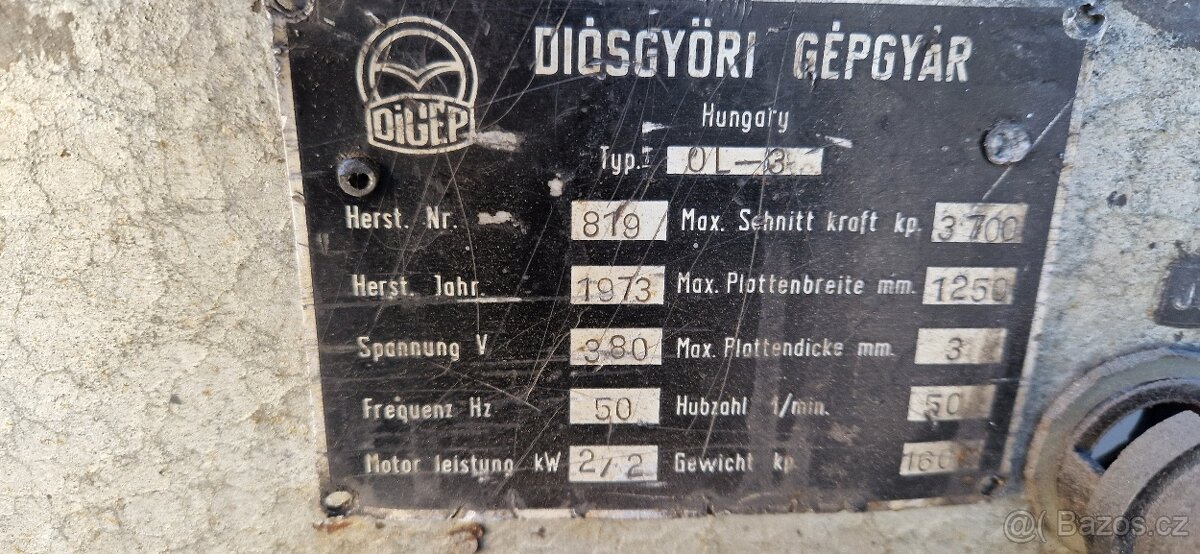 DIÓSGYŐRI GÉPGYÁR
DiGÉP
Hungary
Typ. OL-3
Herst. Nr. 819 Max. Schnitt kraft kp. 3700
Herst. Jahr. 1973 Max. Plattenbreite mm. 1250
Spannung V 380 Max. Plattendicke mm. 3
Frequenz Hz 50 Hubzahl 1/min. 50
Motor leistung kW 2,2 Gewicht kp.
@ Bazos.cz